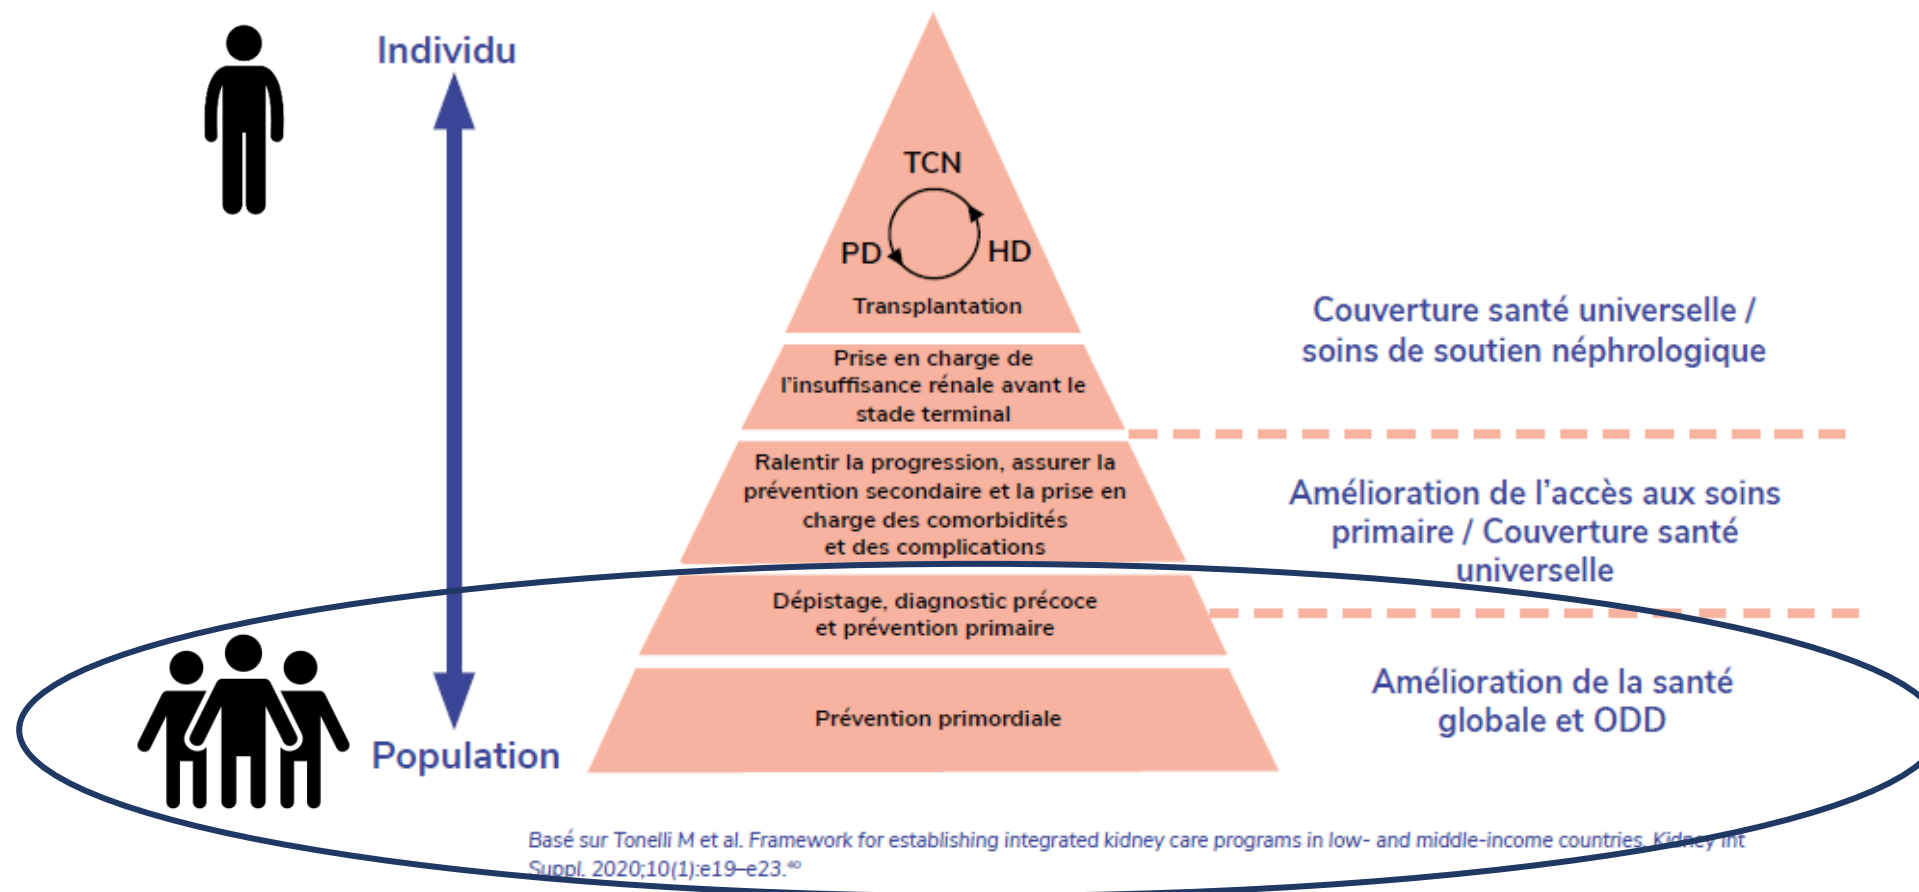 Individu
TCN
PD
HD
Transplantation
Prise en charge de
l'insuffisance rénale avant le
stade terminal
Ralentir la progression, assurer la
prévention secondaire et la prise en
charge des comorbidités
et des complications
Dépistage, diagnostic précoce
et prévention primaire
Prévention primordiale
Population
Couverture santé universelle /
soins de soutien néphrologique
Amélioration de l'accès aux soins
primaire / Couverture santé
universelle
Amélioration de la santé
globale et ODD
Basé sur Tonelli M et al. Framework for establishing integrated kidney care programs in low- and middle-income countries. Kidney Int
Suppl. 2020;10(1):e19–e23.⁴⁰